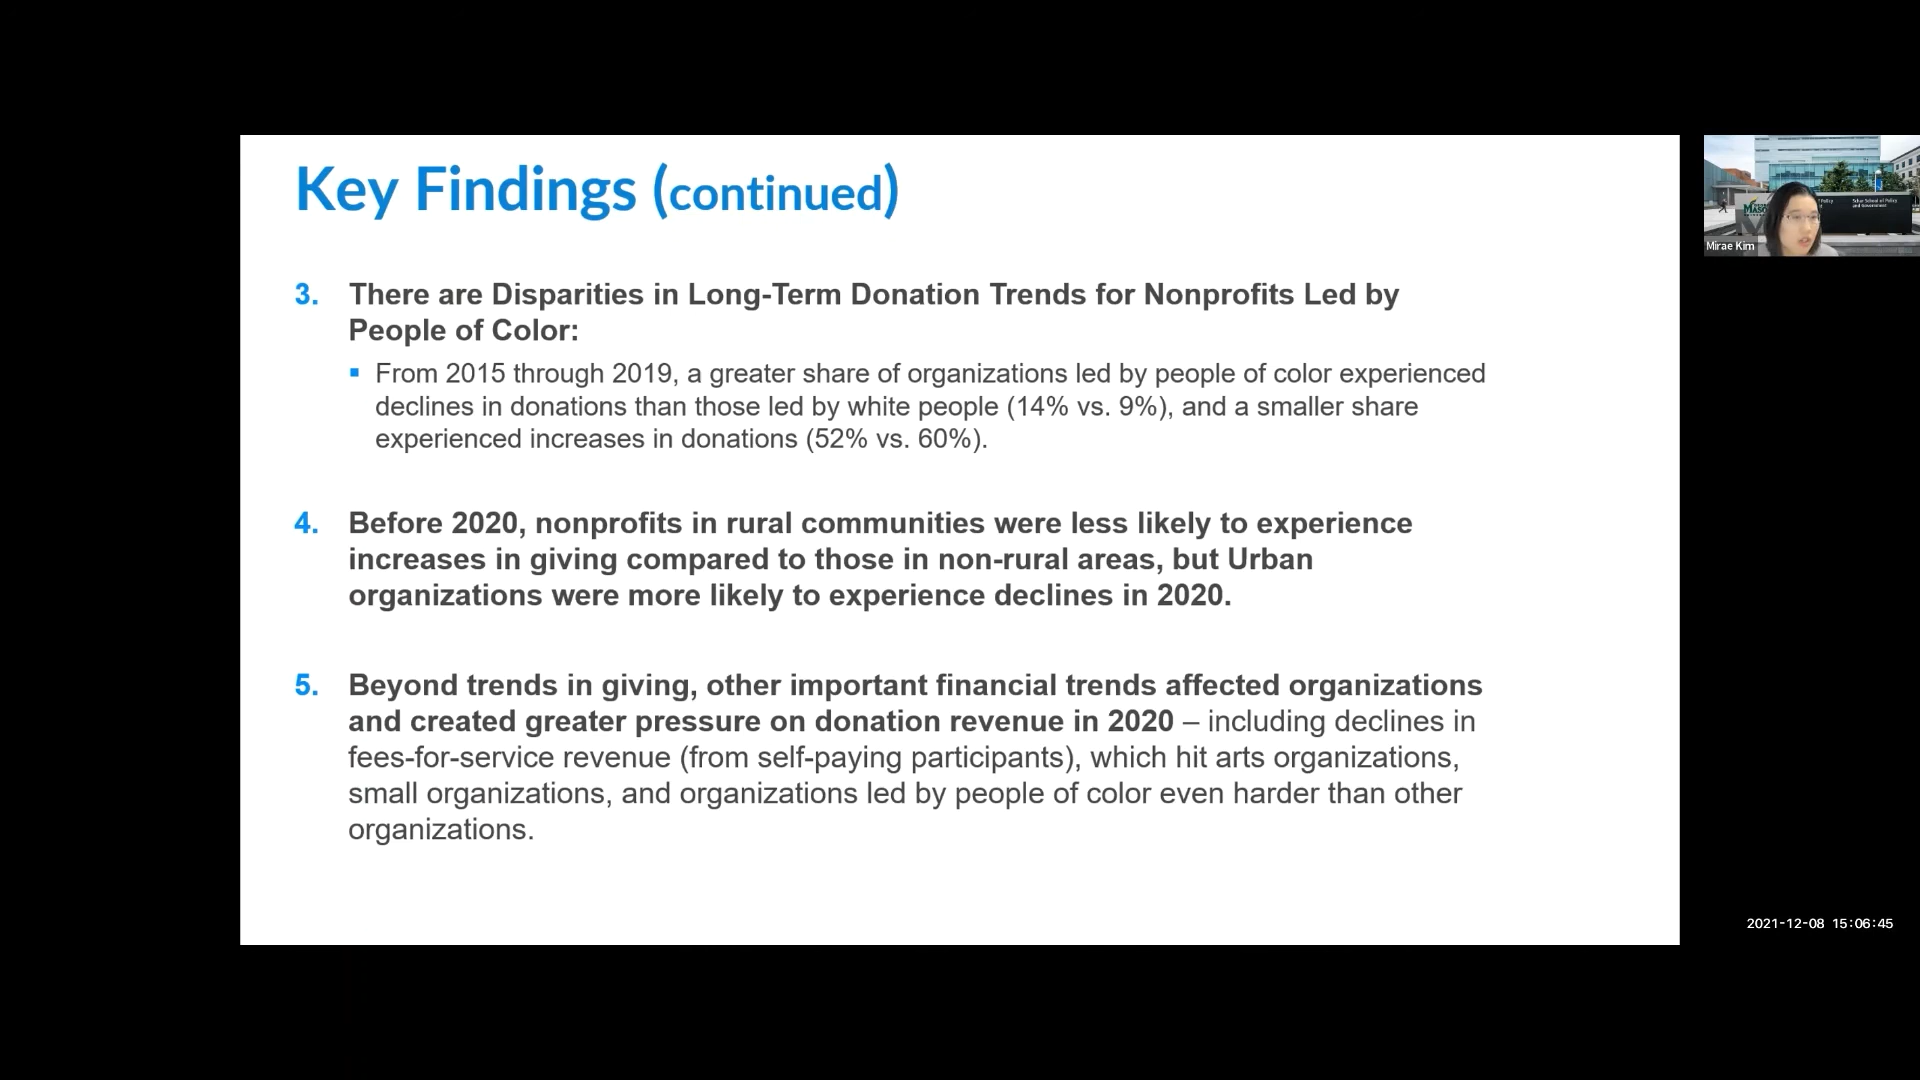 Key Findings (continued)
3. There are Disparities in Long-Term Donation Trends for Nonprofits Led by
People of Color:
▪ From 2015 through 2019, a greater share of organizations led by people of color experienced
declines in donations than those led by white people (14% vs. 9%), and a smaller share
experienced increases in donations (52% vs. 60%).
4. Before 2020, nonprofits in rural communities were less likely to experience
increases in giving compared to those in non-rural areas, but Urban
organizations were more likely to experience declines in 2020.
5. Beyond trends in giving, other important financial trends affected organizations
and created greater pressure on donation revenue in 2020 – including declines in
fees-for-service revenue (from self-paying participants), which hit arts organizations,
small organizations, and organizations led by people of color even harder than other
organizations.
Schar School of Policy
and Government
Mirae Kim
2021-12-08 15:06:45